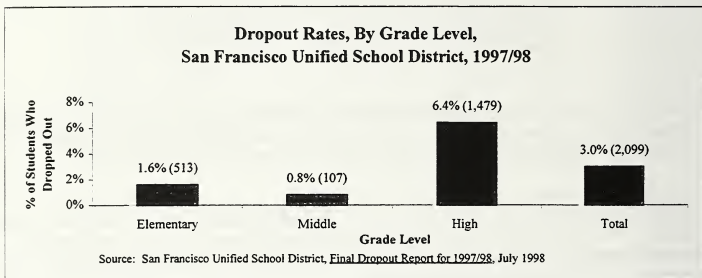 Dropout Rates, By Grade Level,
San Francisco Unified School District, 1997/98
% of Students Who
Dropped Out
8%
6%
4%
2%
0%
1.6% (513)
0.8% (107)
6.4% (1,479)
3.0% (2,099)
Elementary
Middle
High
Total
Grade Level
Source: San Francisco Unified School District, Final Dropout Report for 1997/98, July 1998